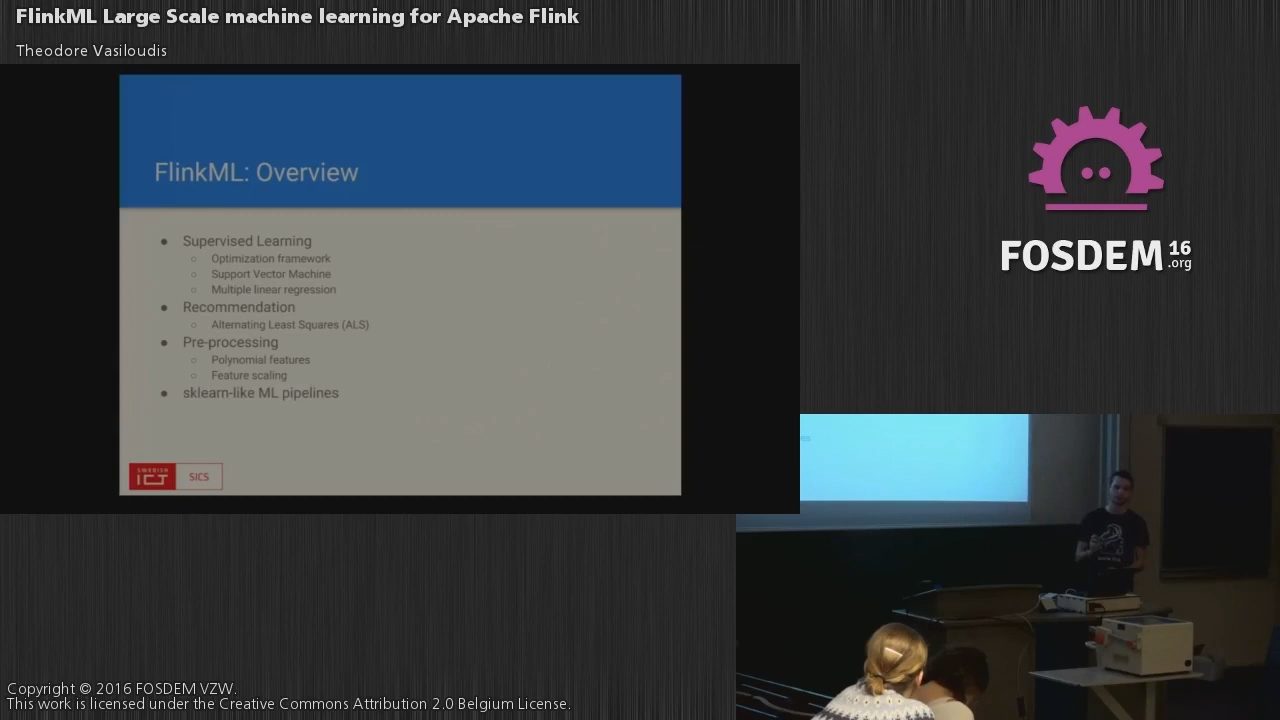 FlinkML Large Scale machine learning for Apache Flink
Theodore Vasiloudis
FlinkML: Overview
● Supervised Learning
○ Optimization framework
○ Support Vector Machine
○ Multiple linear regression
● Recommendation
○ Alternating Least Squares (ALS)
● Pre-processing
○ Polynomial features
○ Feature scaling
● sklearn-like ML pipelines
SWEDISH
ICT
SICS
FOSDEM 16
.org
Copyright © 2016 FOSDEM VZW.
This work is licensed under the Creative Commons Attribution 2.0 Belgium License.